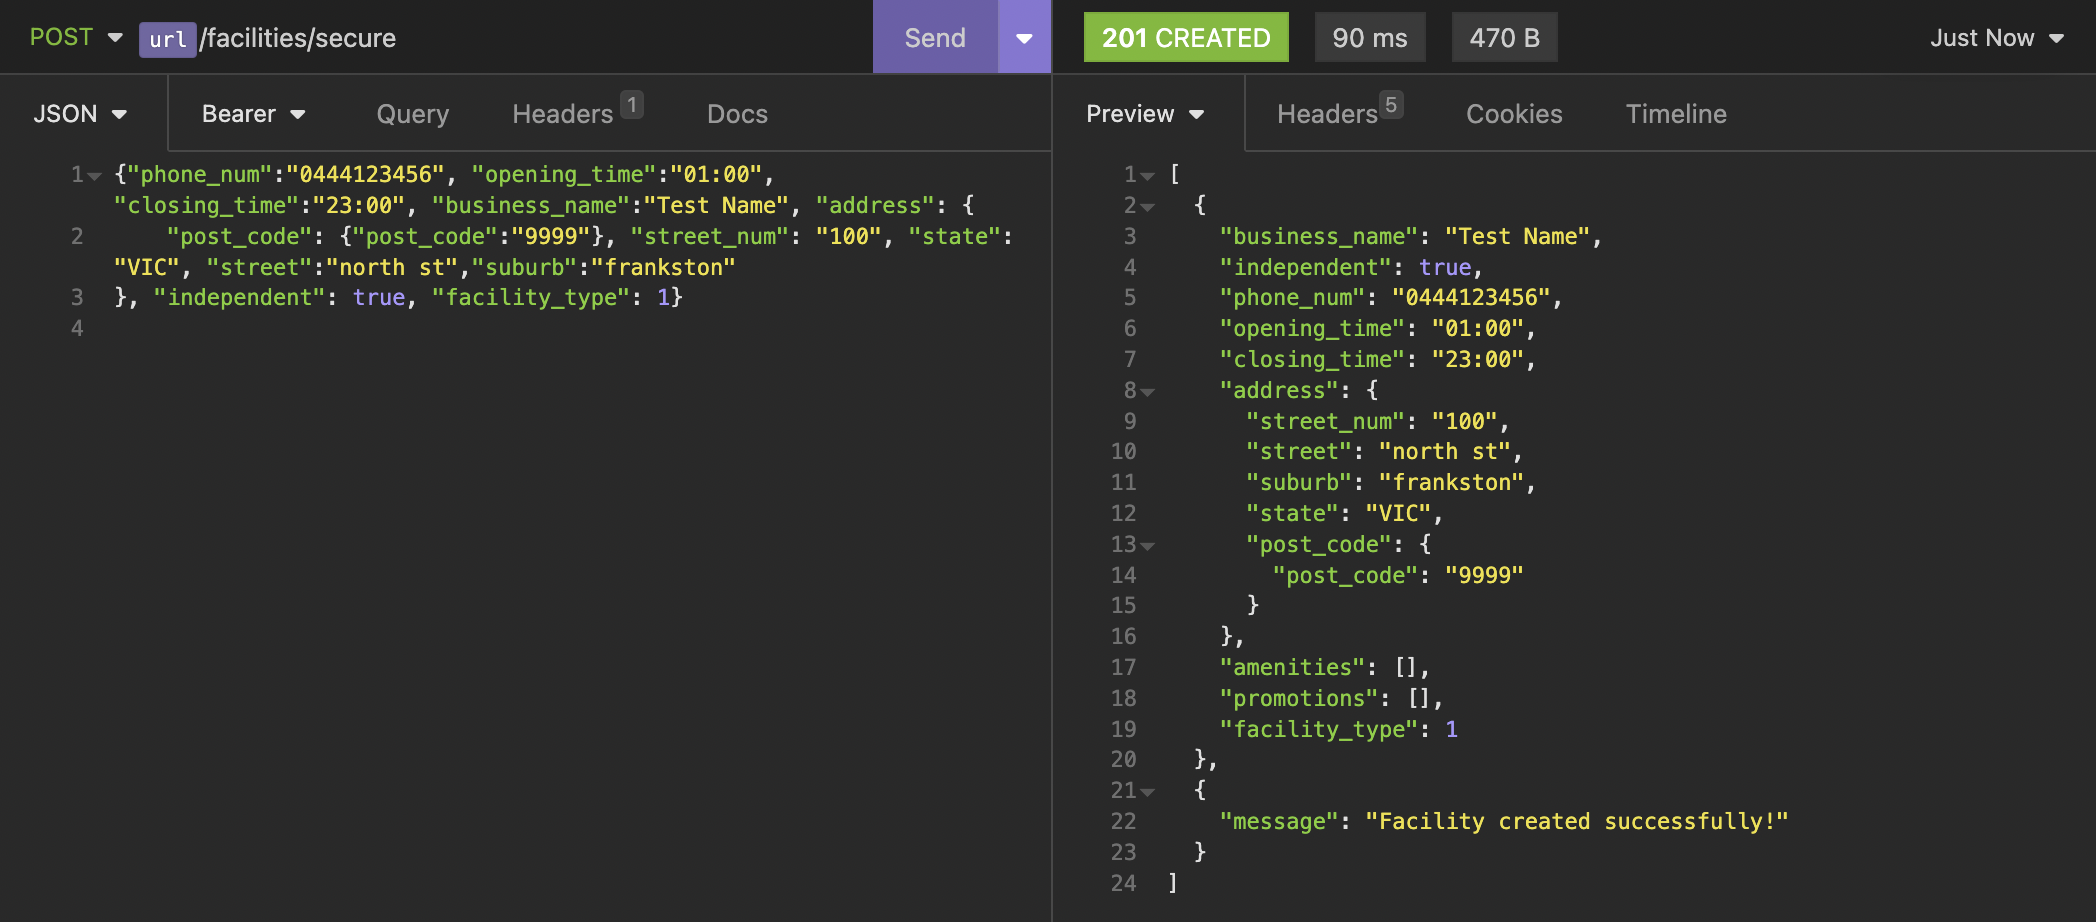 POST url/facilities/secure Send 201 CREATED 90 ms 470 B Just Now
JSON Bearer Query Headers 1 Docs
1 {"phone_num":"0444123456", "opening_time":"01:00",
"closing_time":"23:00", "business_name":"Test Name", "address": {
2 "post_code": {"post_code":"9999"}, "street_num": "100", "state":
"VIC", "street":"north st","suburb":"frankston"
3 }, "independent": true, "facility_type": 1}
4
Preview Headers 5 Cookies Timeline
1 [
2 {
3 "business_name": "Test Name",
4 "independent": true,
5 "phone_num": "0444123456",
6 "opening_time": "01:00",
7 "closing_time": "23:00",
8 "address": {
9 "street_num": "100",
10 "street": "north st",
11 "suburb": "frankston",
12 "state": "VIC",
13 "post_code": {
14 "post_code": "9999"
15 }
16 },
17 "amenities": [],
18 "promotions": [],
19 "facility_type": 1
20 },
21 {
22 "message": "Facility created successfully!"
23 }
24 ]